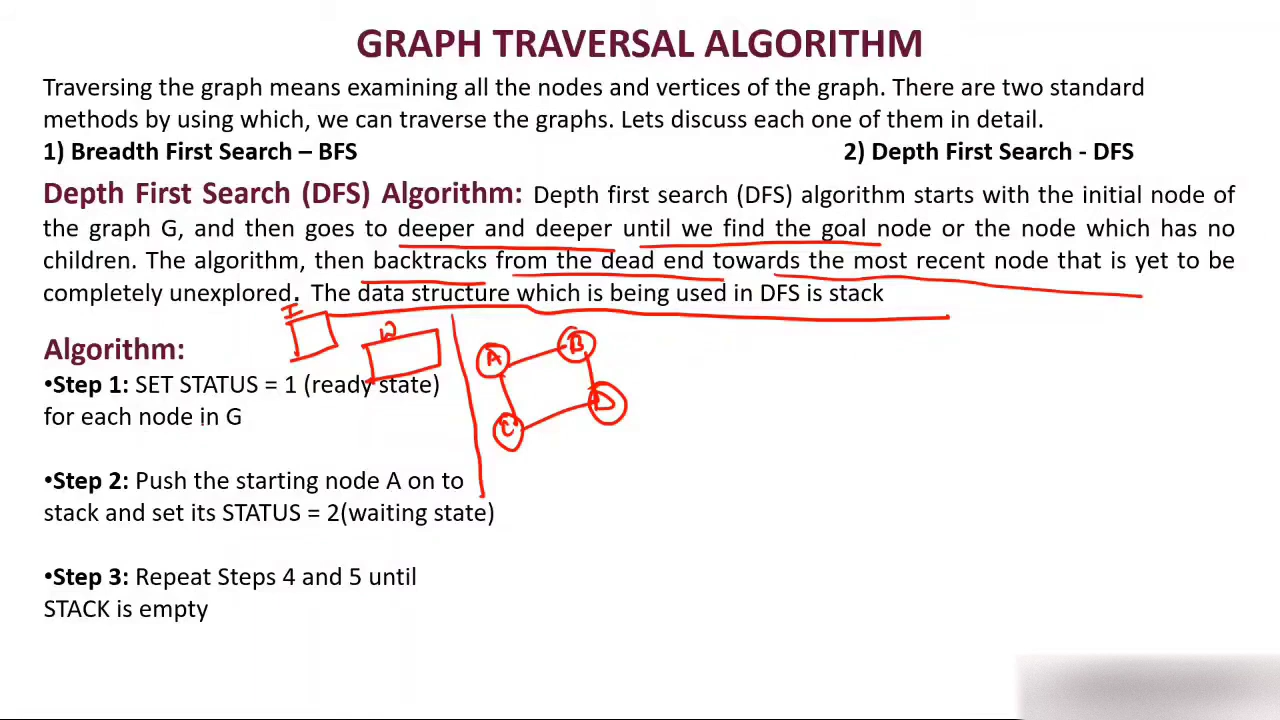 GRAPH TRAVERSAL ALGORITHM
Traversing the graph means examining all the nodes and vertices of the graph. There are two standard
methods by using which, we can traverse the graphs. Lets discuss each one of them in detail.
1) Breadth First Search – BFS 2) Depth First Search - DFS
Depth First Search (DFS) Algorithm: Depth first search (DFS) algorithm starts with the initial node of
the graph G, and then goes to deeper and deeper until we find the goal node or the node which has no
children. The algorithm, then backtracks from the dead end towards the most recent node that is yet to be
completely unexplored. The data structure which is being used in DFS is stack
Algorithm:
A B
•Step 1: SET STATUS = 1 (ready state)
for each node in G
C D
•Step 2: Push the starting node A on to
stack and set its STATUS = 2(waiting state)
•Step 3: Repeat Steps 4 and 5 until
STACK is empty